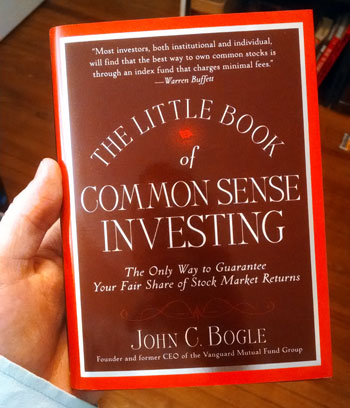 "Most investors, both institutional and individual,
will find that the best way to own common stocks is
through an index fund that charges minimal fees."
—Warren Buffett
THE LITTLE BOOK
of
COMMON SENSE
INVESTING
The Only Way to Guarantee
Your Fair Share of Stock Market Returns
JOHN C. BOGLE
Founder and former CEO of the Vanguard Mutual Fund Group